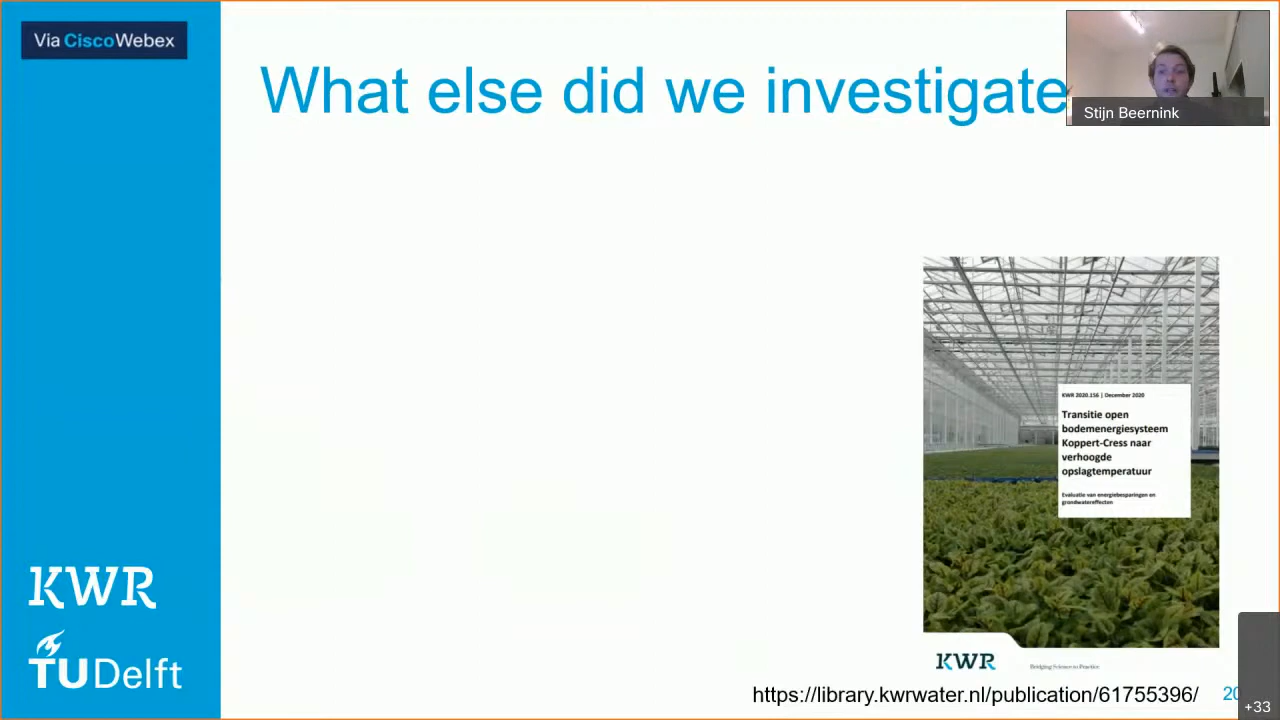 Via CiscoWebex
What else did we investigate
Stijn Beernink
KWR 2020.156 | December 2020
Transitie open
bodemenergiesysteem
Koppert-Cress naar
verhoogde
opslagtemperatuur
Evaluatie van energiebesparingen en
grondwatereffecten
KWR
Bridging Science to Practice
KWR
TUDelft
https://library.kwrwater.nl/publication/61755396/
20
+33